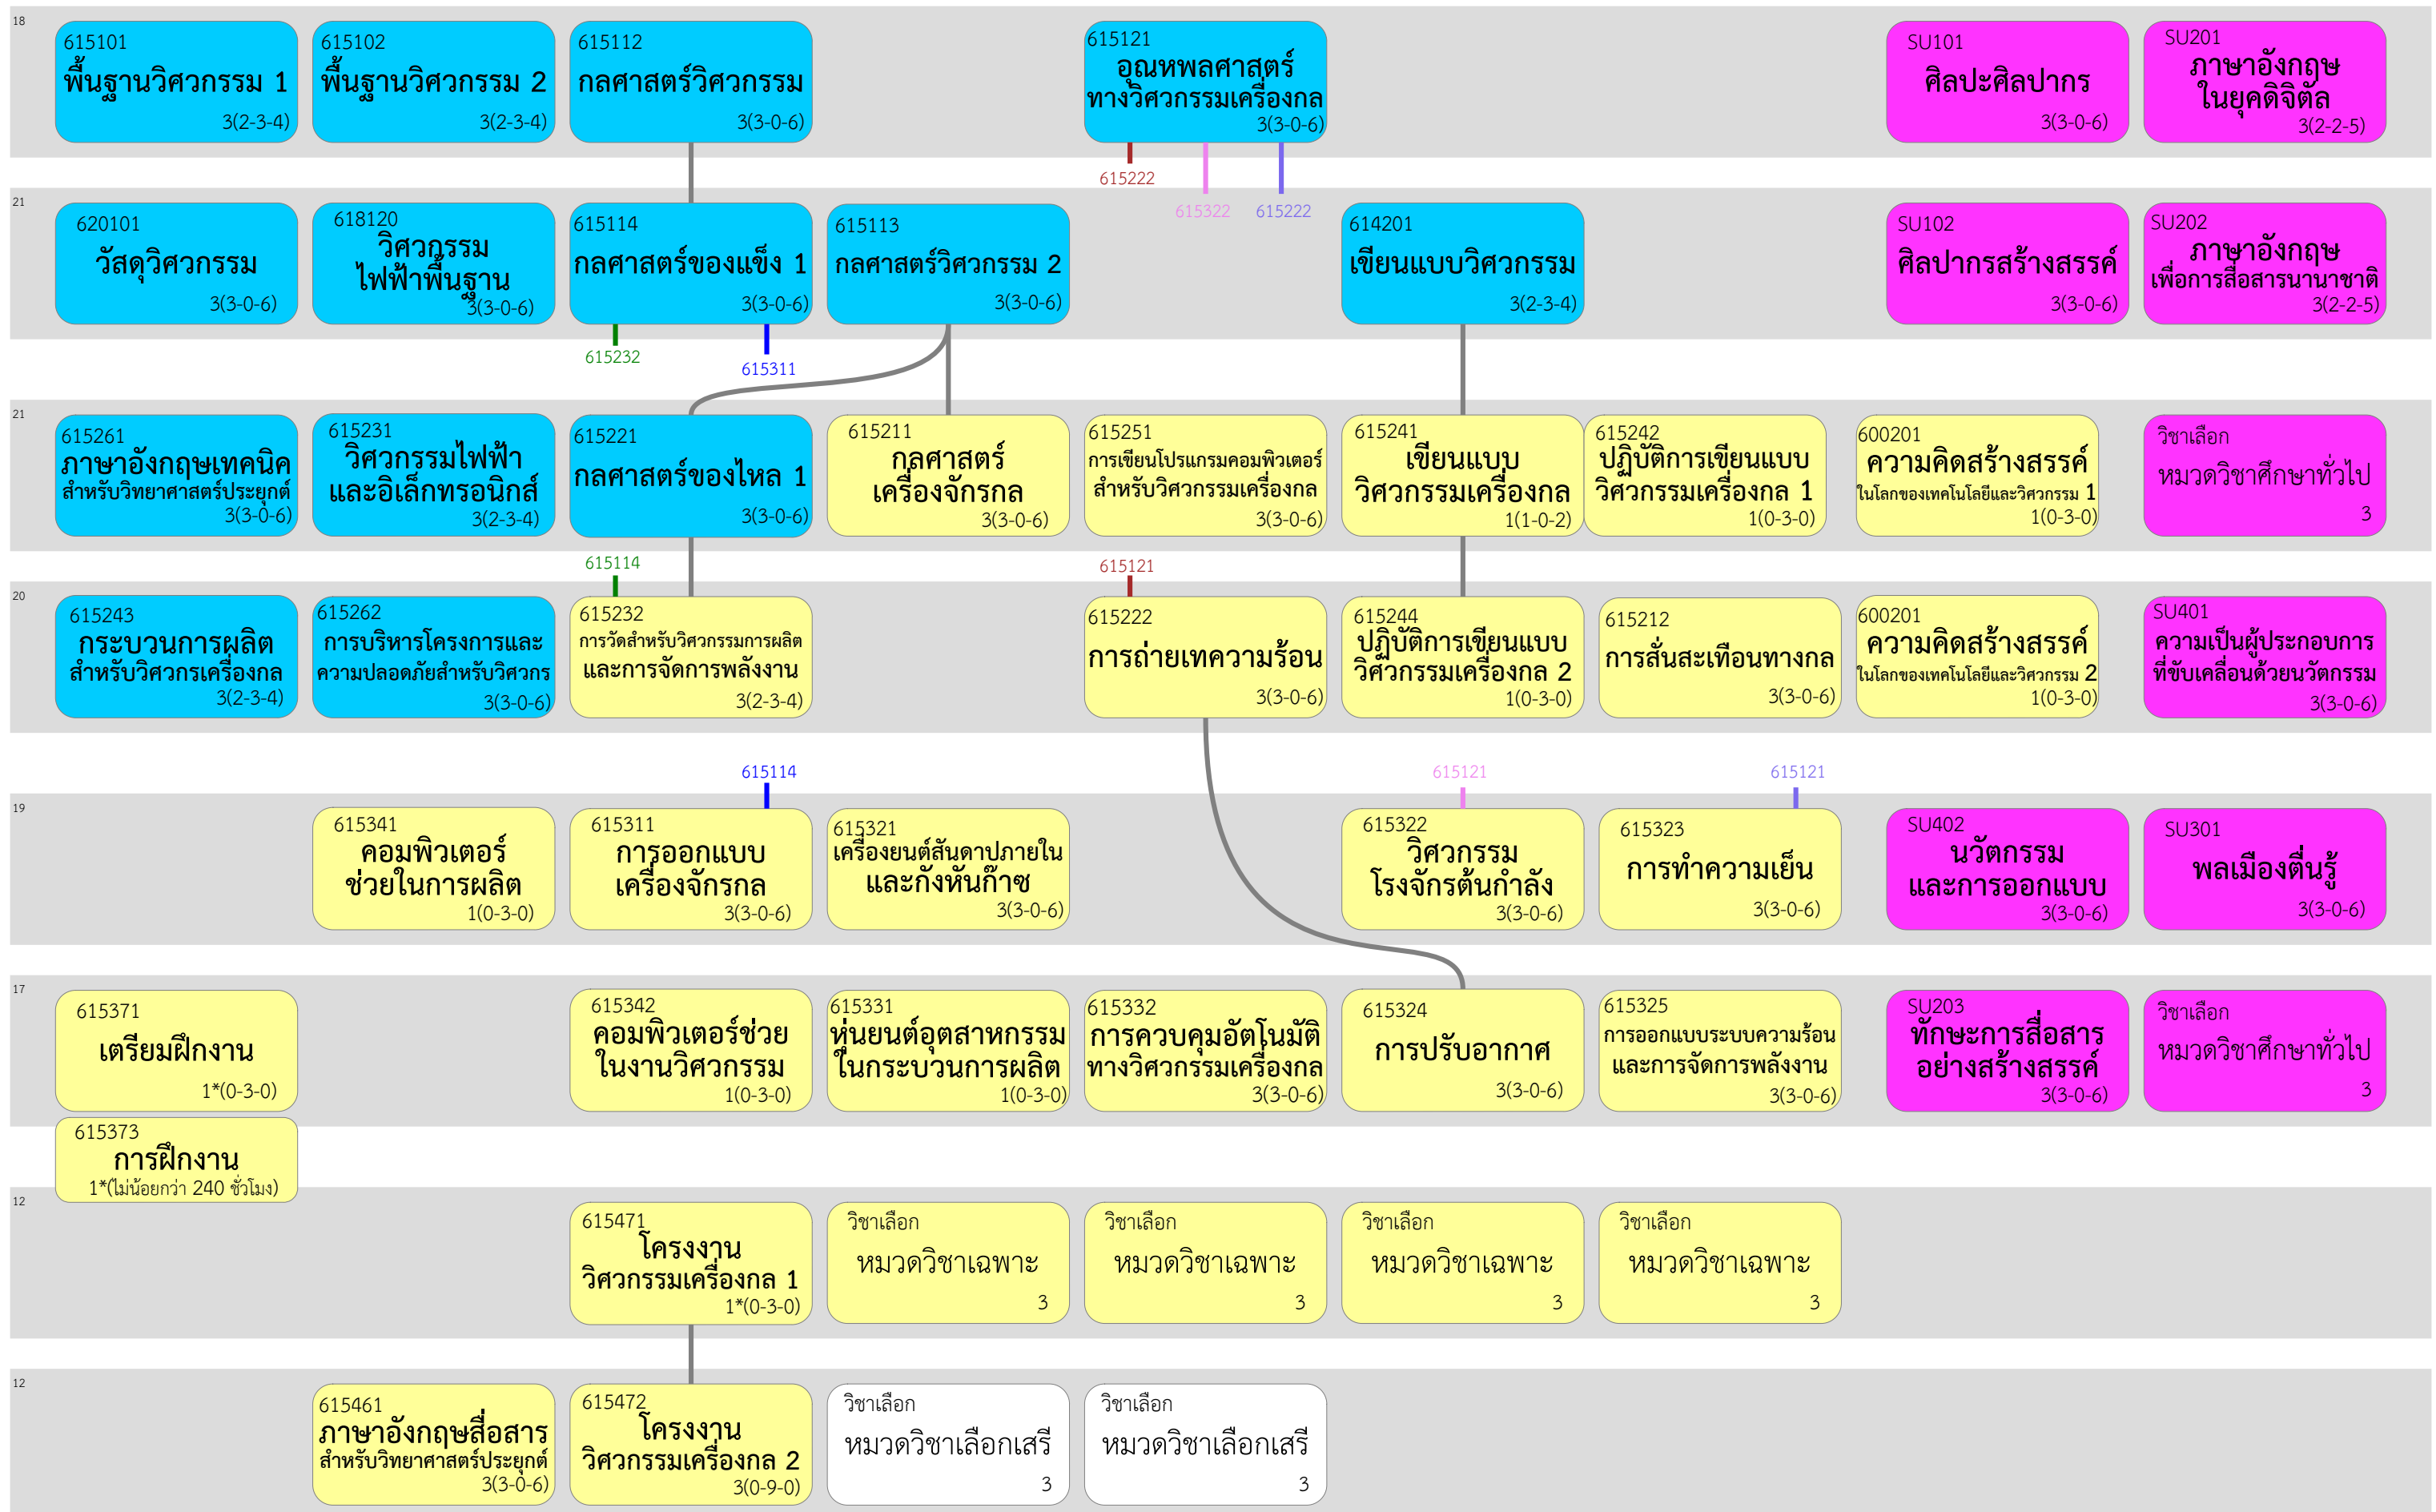 18
615101
พื้นฐานวิศวกรรม 1
3(2-3-4)
615102
พื้นฐานวิศวกรรม 2
3(2-3-4)
615112
กลศาสตร์วิศวกรรม
3(3-0-6)
615121
อุณหพลศาสตร์
ทางวิศวกรรมเครื่องกล
3(3-0-6)
SU101
ศิลปะศิลปากร
3(3-0-6)
SU201
ภาษาอังกฤษ
ในยุคดิจิตัล
3(2-2-5)
615222
615322
615222
21
620101
วัสดุวิศวกรรม
3(3-0-6)
618120
วิศวกรรม
ไฟฟ้าพื้นฐาน
3(3-0-6)
615114
กลศาสตร์ของแข็ง 1
3(3-0-6)
615113
กลศาสตร์วิศวกรรม 2
3(3-0-6)
614201
เขียนแบบวิศวกรรม
3(2-3-4)
SU102
ศิลปากรสร้างสรรค์
3(3-0-6)
SU202
ภาษาอังกฤษ
เพื่อการสื่อสารนานาชาติ
3(2-2-5)
615232
615311
21
615261
ภาษาอังกฤษเทคนิค
สำหรับวิทยาศาสตร์ประยุกต์
3(3-0-6)
615231
วิศวกรรมไฟฟ้า
และอิเล็กทรอนิกส์
3(2-3-4)
615221
กลศาสตร์ของไหล 1
3(3-0-6)
615211
กลศาสตร์
เครื่องจักรกล
3(3-0-6)
615251
การเขียนโปรแกรมคอมพิวเตอร์
สำหรับวิศวกรรมเครื่องกล
3(3-0-6)
615241
เขียนแบบ
วิศวกรรมเครื่องกล
1(1-0-2)
615242
ปฏิบัติการเขียนแบบ
วิศวกรรมเครื่องกล 1
1(0-3-0)
600201
ความคิดสร้างสรรค์
ในโลกของเทคโนโลยีและวิศวกรรม 1
1(0-3-0)
วิชาเลือก
หมวดวิชาศึกษาทั่วไป
3
615114
615121
20
615243
กระบวนการผลิต
สำหรับวิศวกรเครื่องกล
3(2-3-4)
615262
การบริหารโครงการและ
ความปลอดภัยสำหรับวิศวกร
3(3-0-6)
615232
การวัดสำหรับวิศวกรรมการผลิต
และการจัดการพลังงาน
3(2-3-4)
615222
การถ่ายเทความร้อน
3(3-0-6)
615244
ปฏิบัติการเขียนแบบ
วิศวกรรมเครื่องกล 2
1(0-3-0)
615212
การสั่นสะเทือนทางกล
3(3-0-6)
600201
ความคิดสร้างสรรค์
ในโลกของเทคโนโลยีและวิศวกรรม 2
1(0-3-0)
SU401
ความเป็นผู้ประกอบการ
ที่ขับเคลื่อนด้วยนวัตกรรม
3(3-0-6)
615114
615121
615121
19
615341
คอมพิวเตอร์
ช่วยในการผลิต
1(0-3-0)
615311
การออกแบบ
เครื่องจักรกล
3(3-0-6)
615321
เครื่องยนต์สันดาปภายใน
และกังหันก๊าซ
3(3-0-6)
615322
วิศวกรรม
โรงจักรต้นกำลัง
3(3-0-6)
615323
การทำความเย็น
3(3-0-6)
SU402
นวัตกรรม
และการออกแบบ
3(3-0-6)
SU301
พลเมืองตื่นรู้
3(3-0-6)
17
615371
เตรียมฝึกงาน
1*(0-3-0)
615342
คอมพิวเตอร์ช่วย
ในงานวิศวกรรม
1(0-3-0)
615331
หุ่นยนต์อุตสาหกรรม
ในกระบวนการผลิต
1(0-3-0)
615332
การควบคุมอัตโนมัติ
ทางวิศวกรรมเครื่องกล
3(3-0-6)
615324
การปรับอากาศ
3(3-0-6)
615325
การออกแบบระบบความร้อน
และการจัดการพลังงาน
3(3-0-6)
SU203
ทักษะการสื่อสาร
อย่างสร้างสรรค์
3(3-0-6)
วิชาเลือก
หมวดวิชาศึกษาทั่วไป
3
615373
การฝึกงาน
1*(ไม่น้อยกว่า 240 ชั่วโมง)
12
615471
โครงงาน
วิศวกรรมเครื่องกล 1
1*(0-3-0)
วิชาเลือก
หมวดวิชาเฉพาะ
3
วิชาเลือก
หมวดวิชาเฉพาะ
3
วิชาเลือก
หมวดวิชาเฉพาะ
3
วิชาเลือก
หมวดวิชาเฉพาะ
3
12
615461
ภาษาอังกฤษสื่อสาร
สำหรับวิทยาศาสตร์ประยุกต์
3(3-0-6)
615472
โครงงาน
วิศวกรรมเครื่องกล 2
3(0-9-0)
วิชาเลือก
หมวดวิชาเลือกเสรี
3
วิชาเลือก
หมวดวิชาเลือกเสรี
3